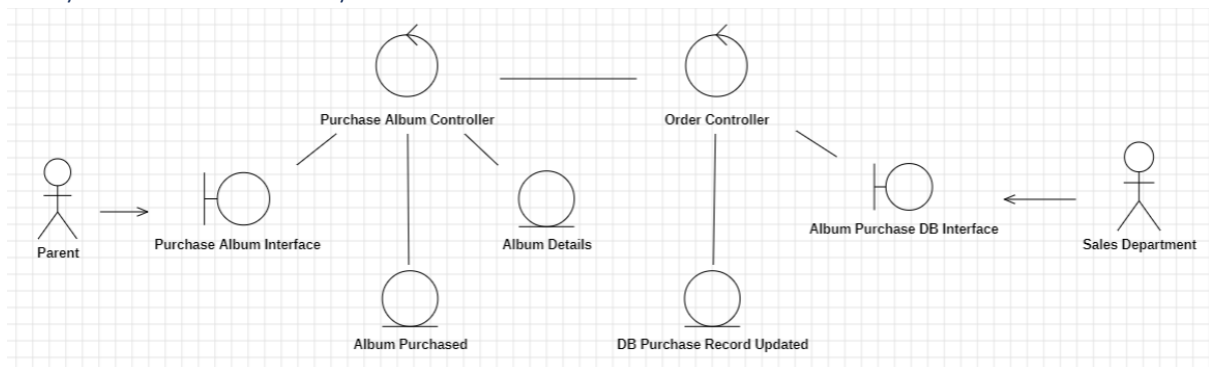 Purchase Album Controller
Order Controller
Parent
Purchase Album Interface
Album Details
Album Purchase DB Interface
Sales Department
Album Purchased
DB Purchase Record Updated